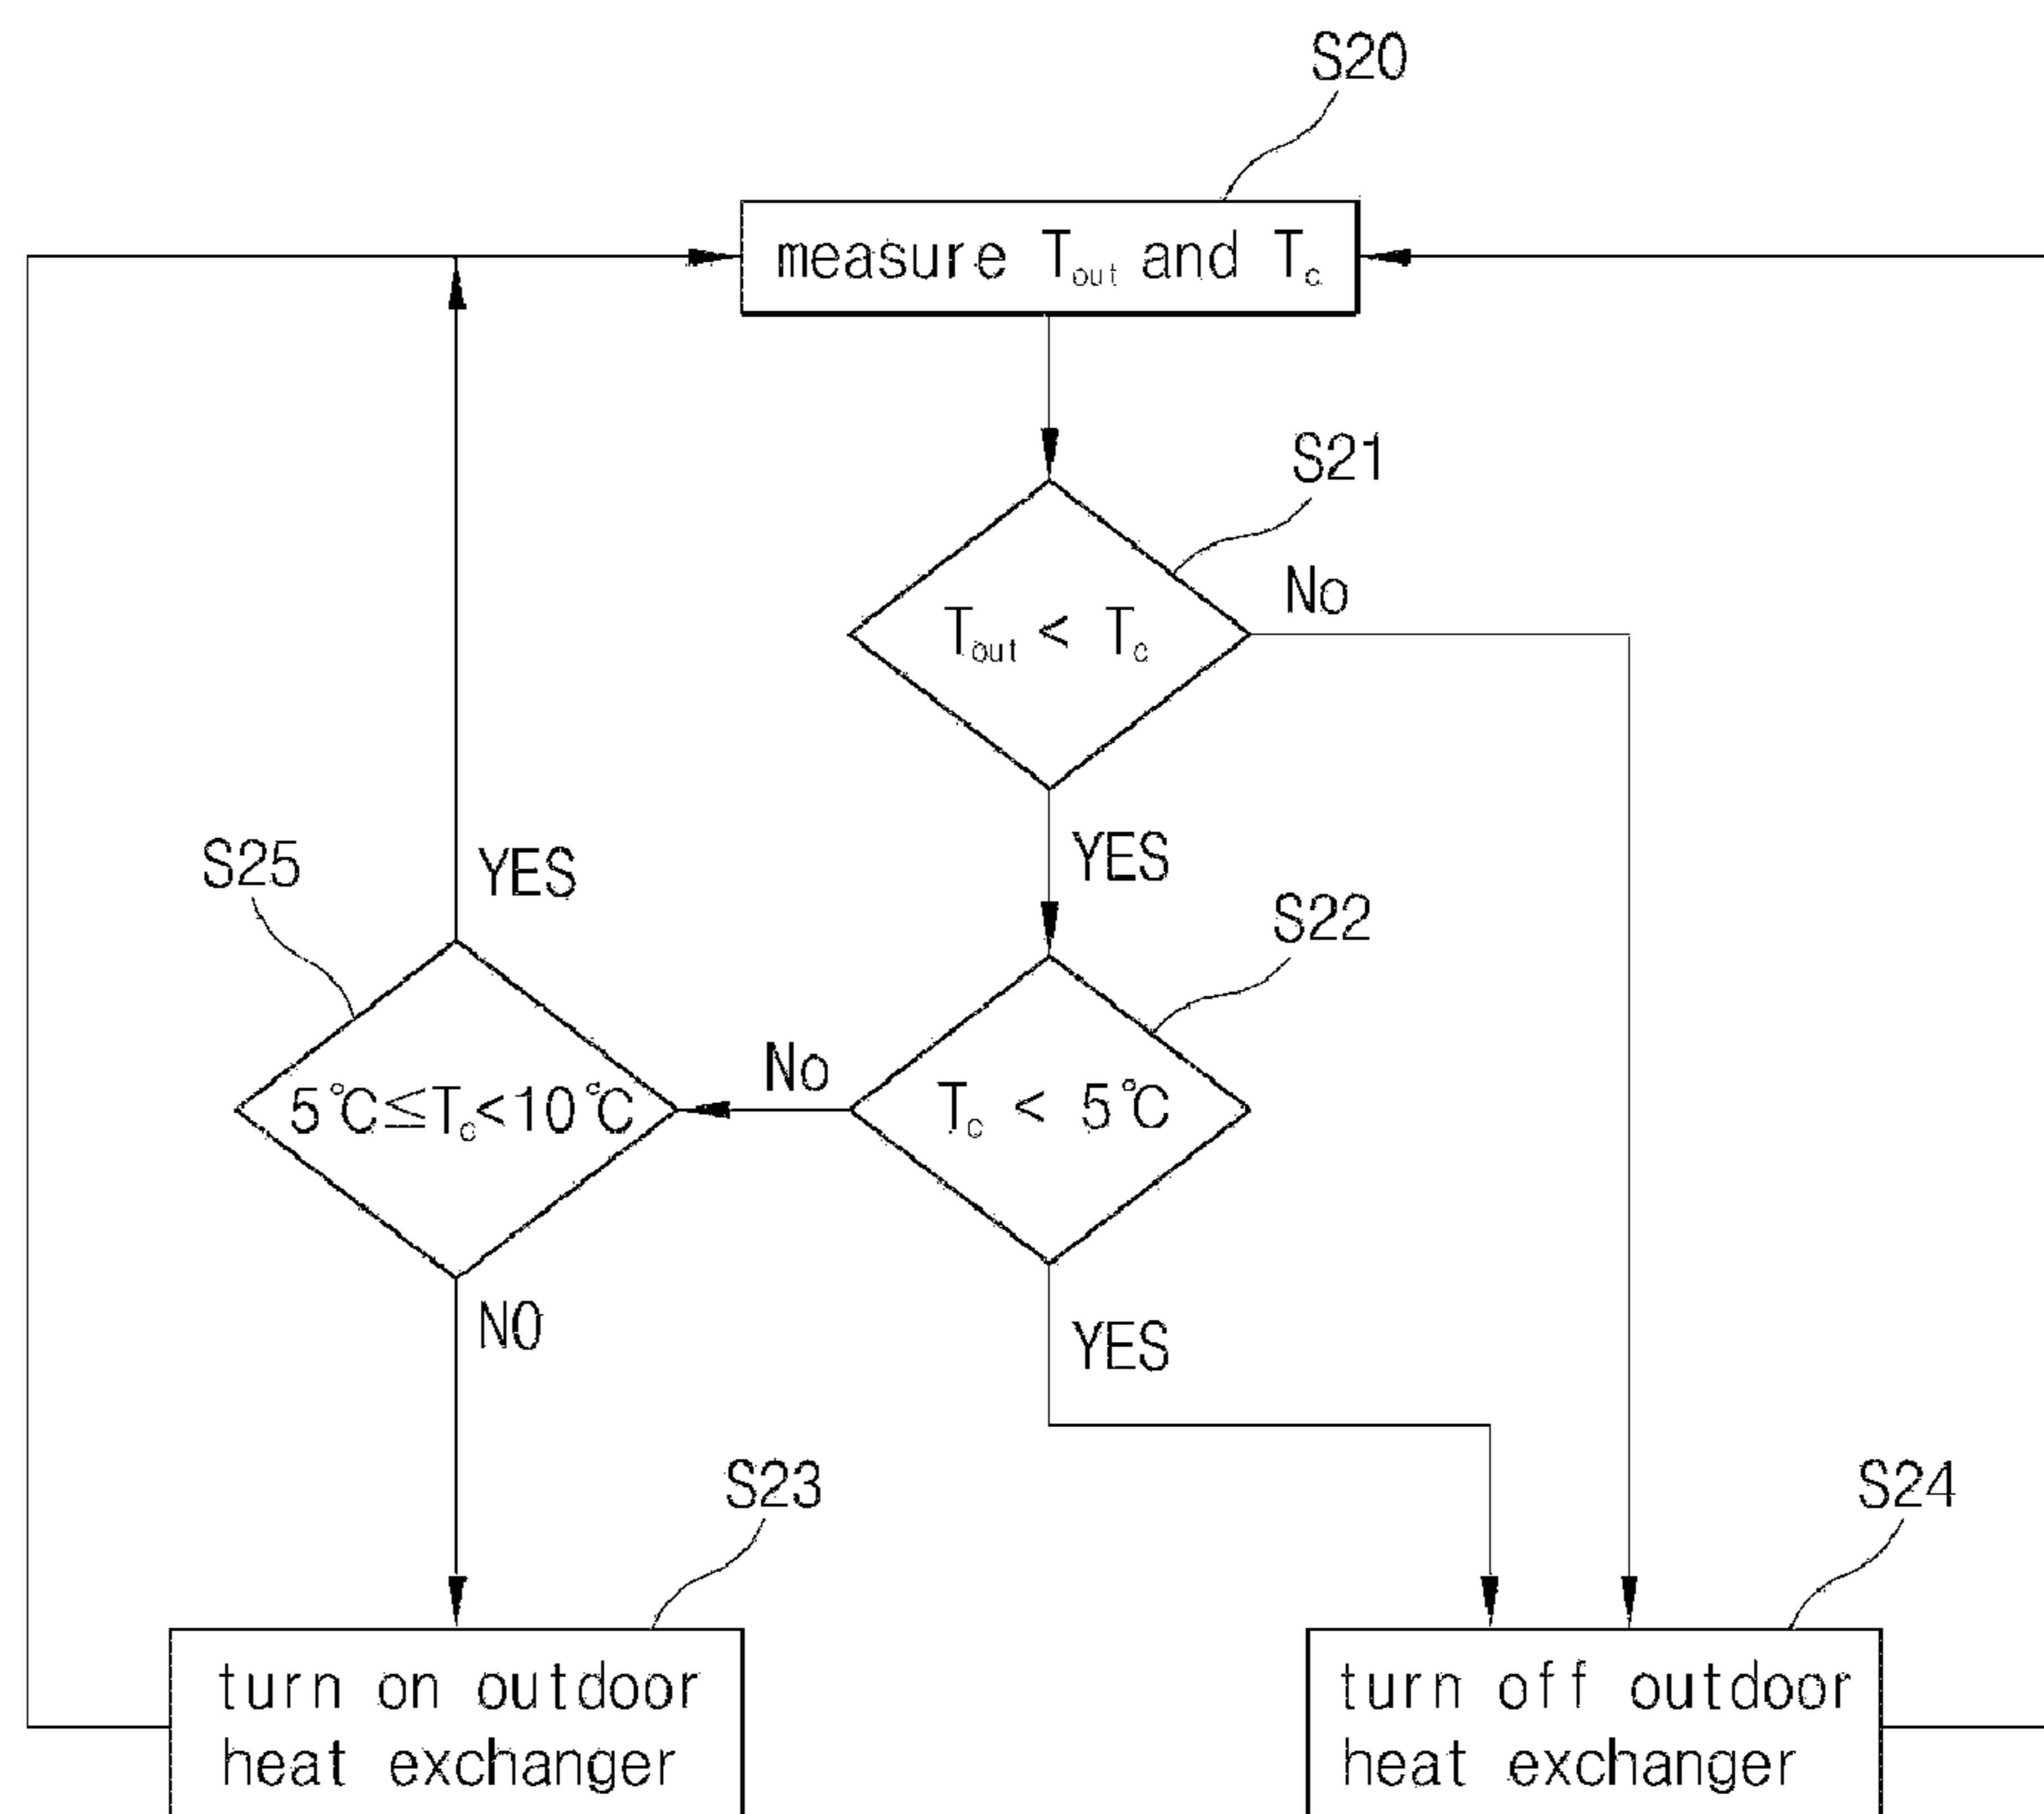 S20
measure Tout and Tc
S21
Tout < Tc
No
YES
S25
YES
S22
5℃≦Tc<10℃
No
Tc < 5℃
NO
YES
S23
S24
turn on outdoor
heat exchanger
turn off outdoor
heat exchanger